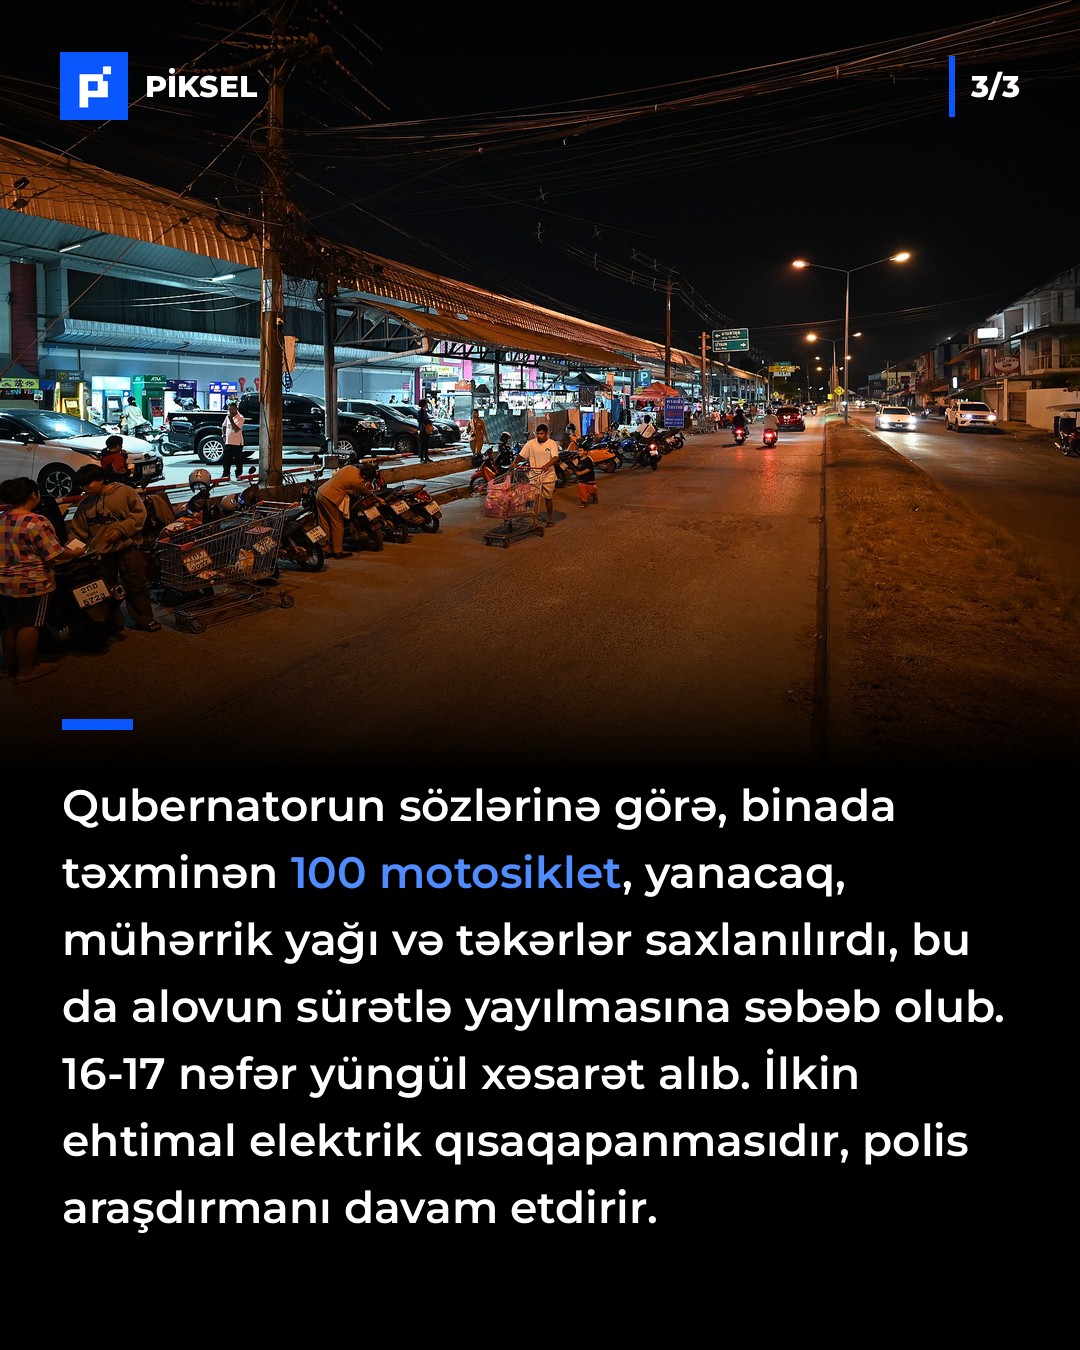 PİKSEL
3/3
ATM
Qubernatorun sözlərinə görə, binada
təxminən 100 motosiklet, yanacaq,
mühərrik yağı və təkərlər saxlanılırdı, bu
da alovun sürətlə yayılmasına səbəb olub.
16-17 nəfər yüngül xəsarət alıb. İlkin
ehtimal elektrik qısaqapanmasıdır, polis
araşdırmanı davam etdirir.